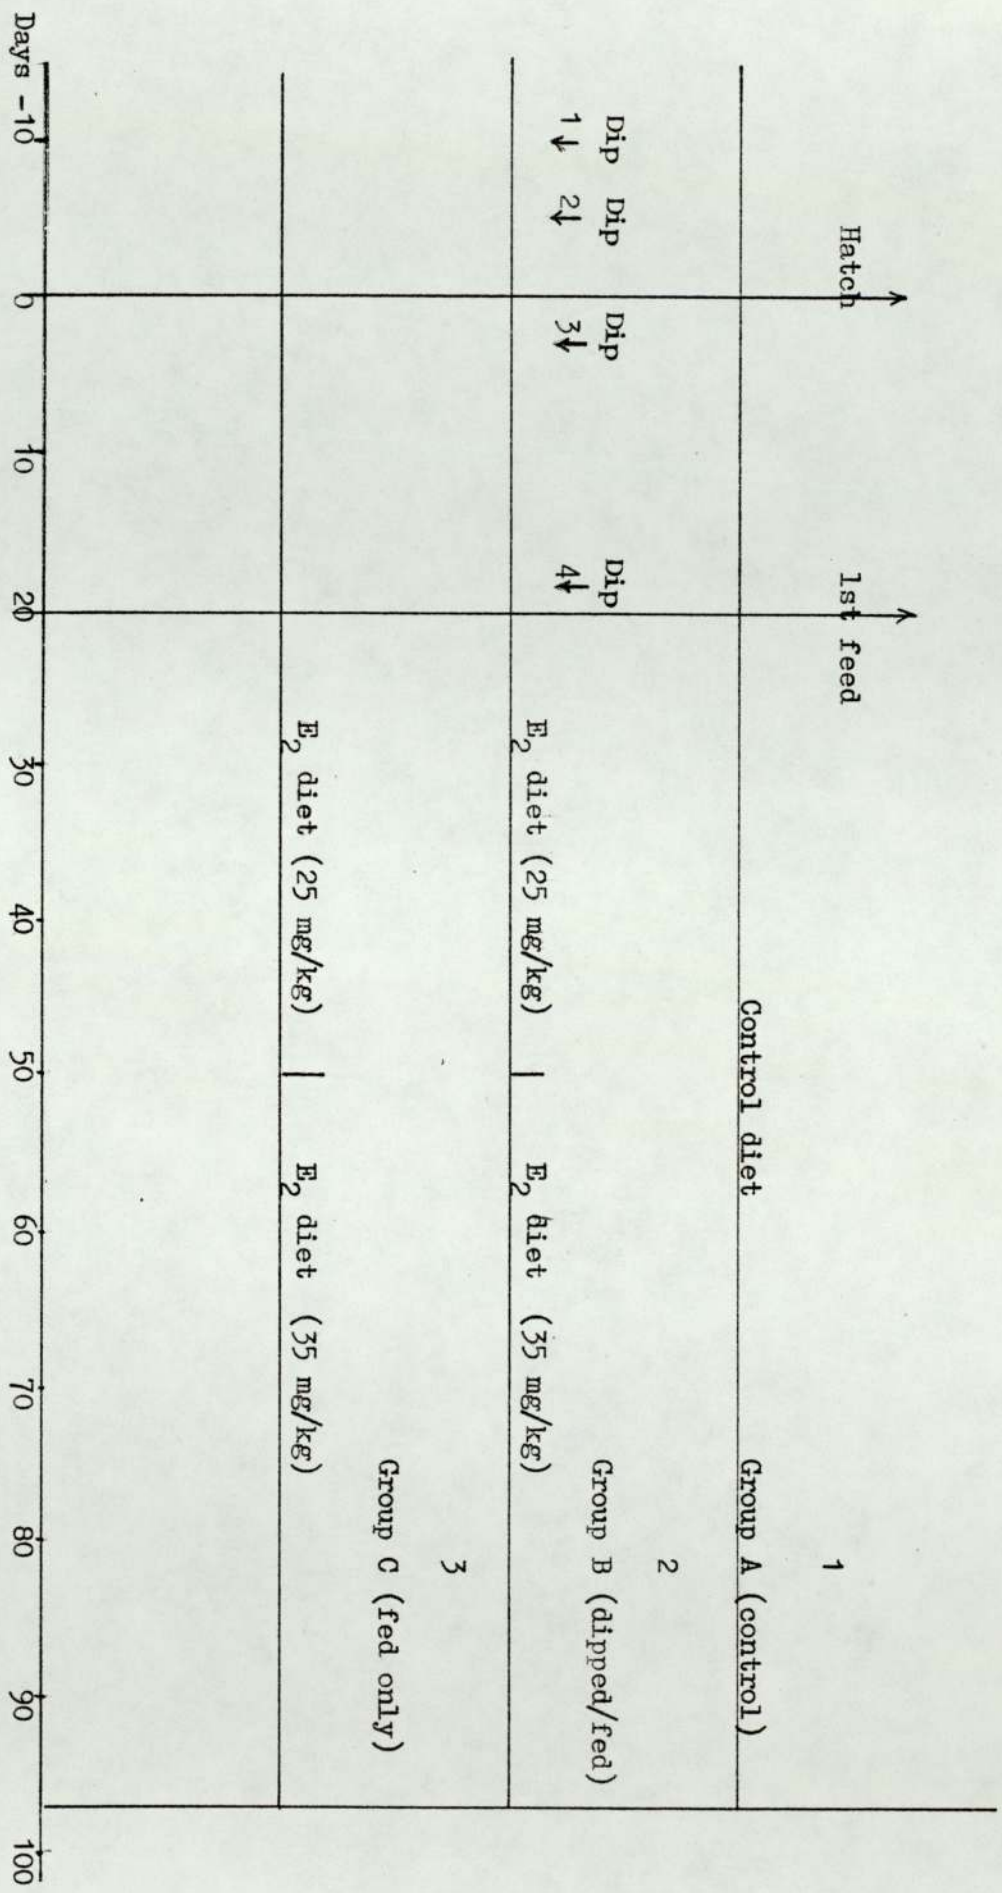 Hatch
1st feed
Control diet
1
Group A (control)
Dip Dip Dip Dip
1 2 3 4
2
Group B (dipped/fed)
E2 diet (25 mg/kg) E2 diet (35 mg/kg)
3
Group C (fed only)
E2 diet (25 mg/kg) E2 diet (35 mg/kg)
Days -10 0 10 20 30 40 50 60 70 80 90 100